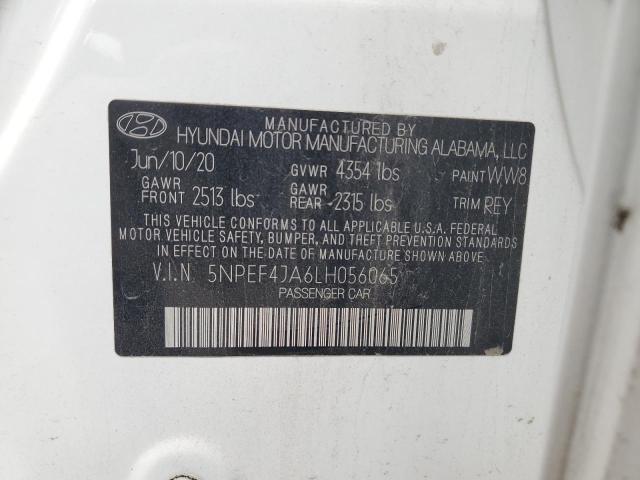 MANUFACTURED BY
HYUNDAI MOTOR MANUFACTURING ALABAMA, LLC
Jun/10/20 GVWR 4354 lbs PAINT WW8
GAWR FRONT 2513 lbs GAWR REAR 2315 lbs TRIM REY
THIS VEHICLE CONFORMS TO ALL APPLICABLE U.S.A. FEDERAL
MOTOR VEHICLE SAFETY, BUMPER, AND THEFT PREVENTION STANDARDS
IN EFFECT ON THE DATE OF MANUFACTURE SHOWN ABOVE.
V.I.N 5NPEF4JA6LH056065
PASSENGER CAR